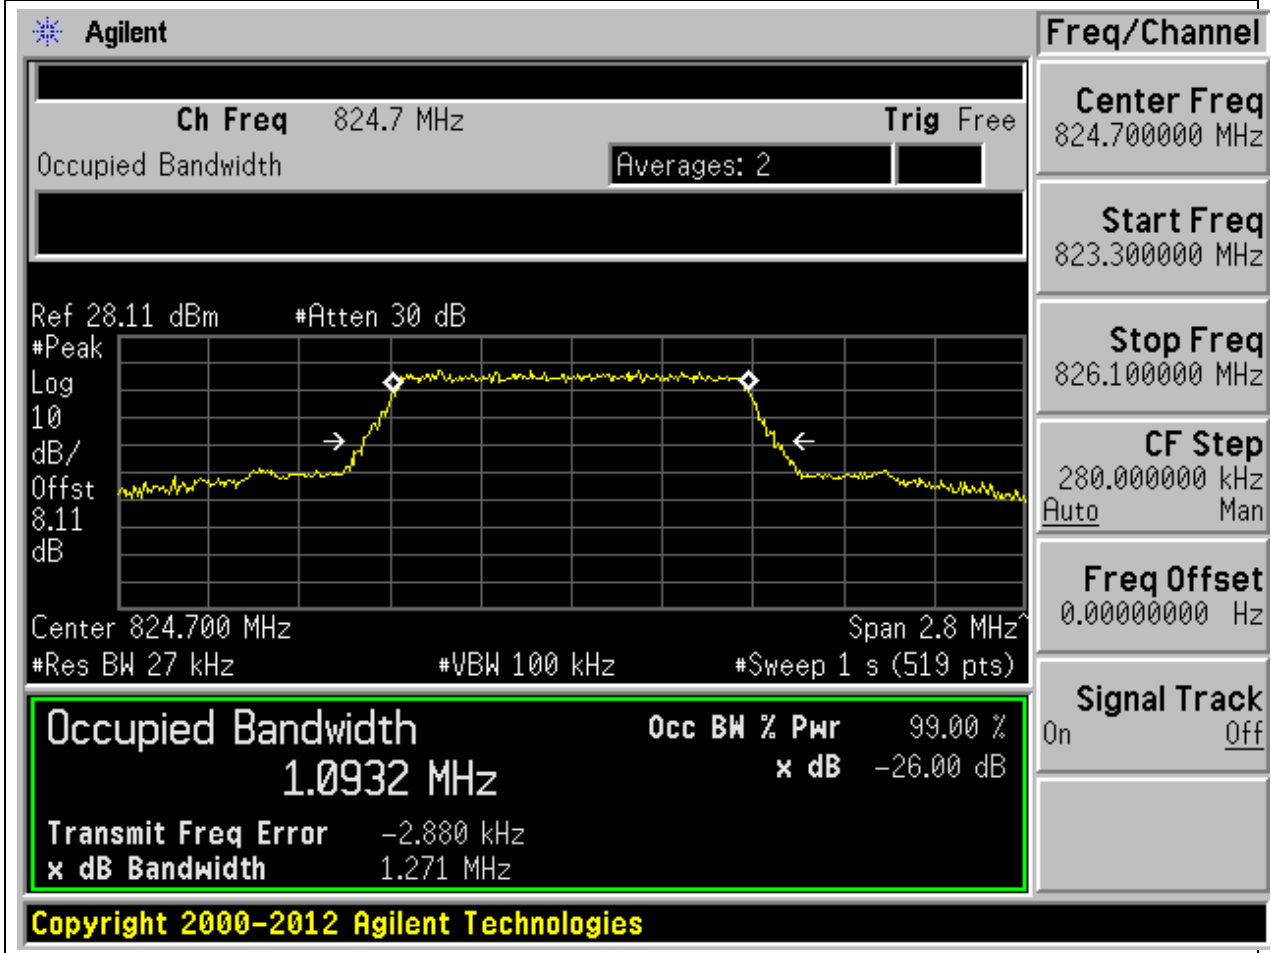 Agilent
Freq/Channel
Ch Freq 824.7 MHz Trig Free
Occupied Bandwidth Averages: 2
Center Freq
824.700000 MHz
Start Freq
823.300000 MHz
Stop Freq
826.100000 MHz
CF Step
280.000000 kHz
Auto Man
Freq Offset
0.00000000 Hz
Signal Track
On Off
Ref 28.11 dBm #Atten 30 dB
#Peak
Log
10
dB/
Offst
8.11
dB
Center 824.700 MHz Span 2.8 MHz^
#Res BW 27 kHz #VBW 100 kHz #Sweep 1 s (519 pts)
Occupied Bandwidth Occ BW % Pwr 99.00 %
1.0932 MHz x dB -26.00 dB
Transmit Freq Error -2.880 kHz
x dB Bandwidth 1.271 MHz
Copyright 2000-2012 Agilent Technologies